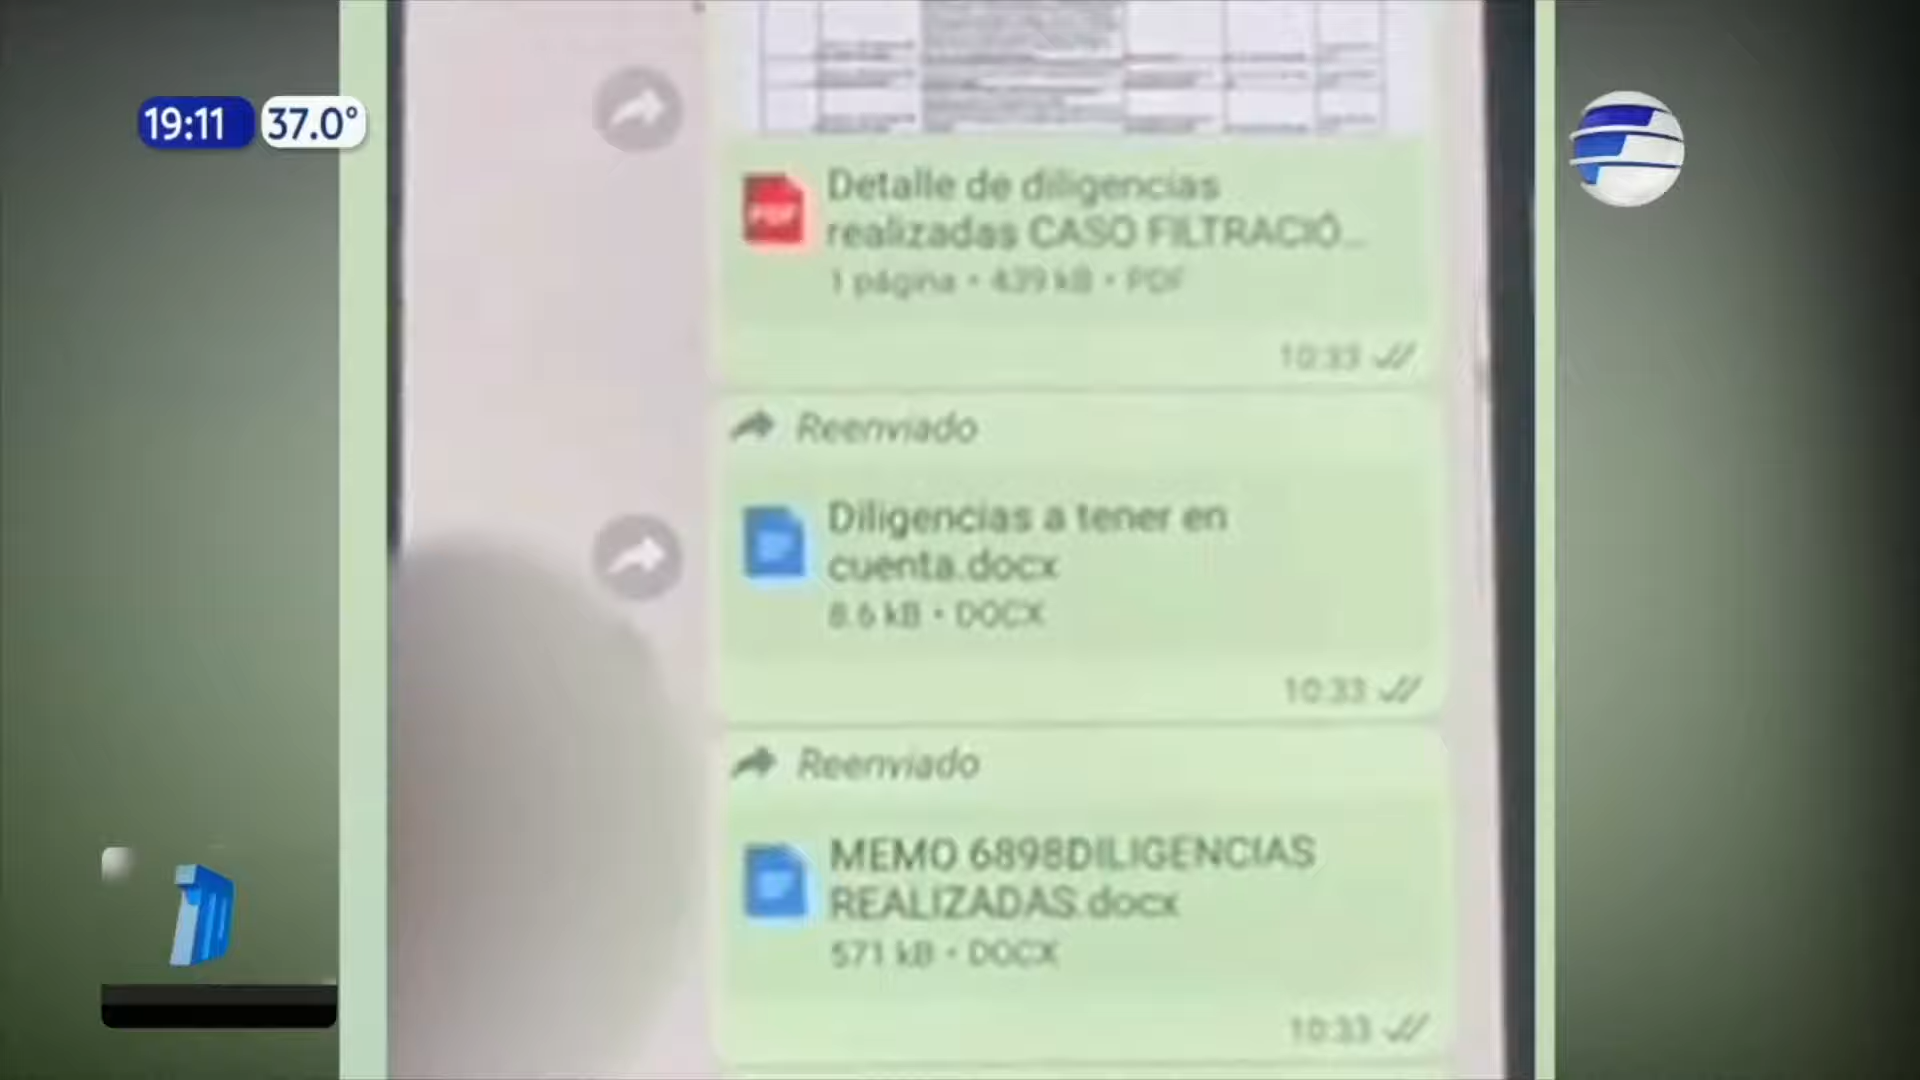 19:11 37.0°
PDF
Detalle de diligencias
realizadas CASO FILTRACIÓ...
1 página • 439 kB • PDF
10:33
Reenviado
Diligencias a tener en
cuenta.docx
8.6 kB • DOCX
10:33
Reenviado
MEMO 6898DILIGENCIAS
REALIZADAS.docx
571 kB • DOCX
10:33